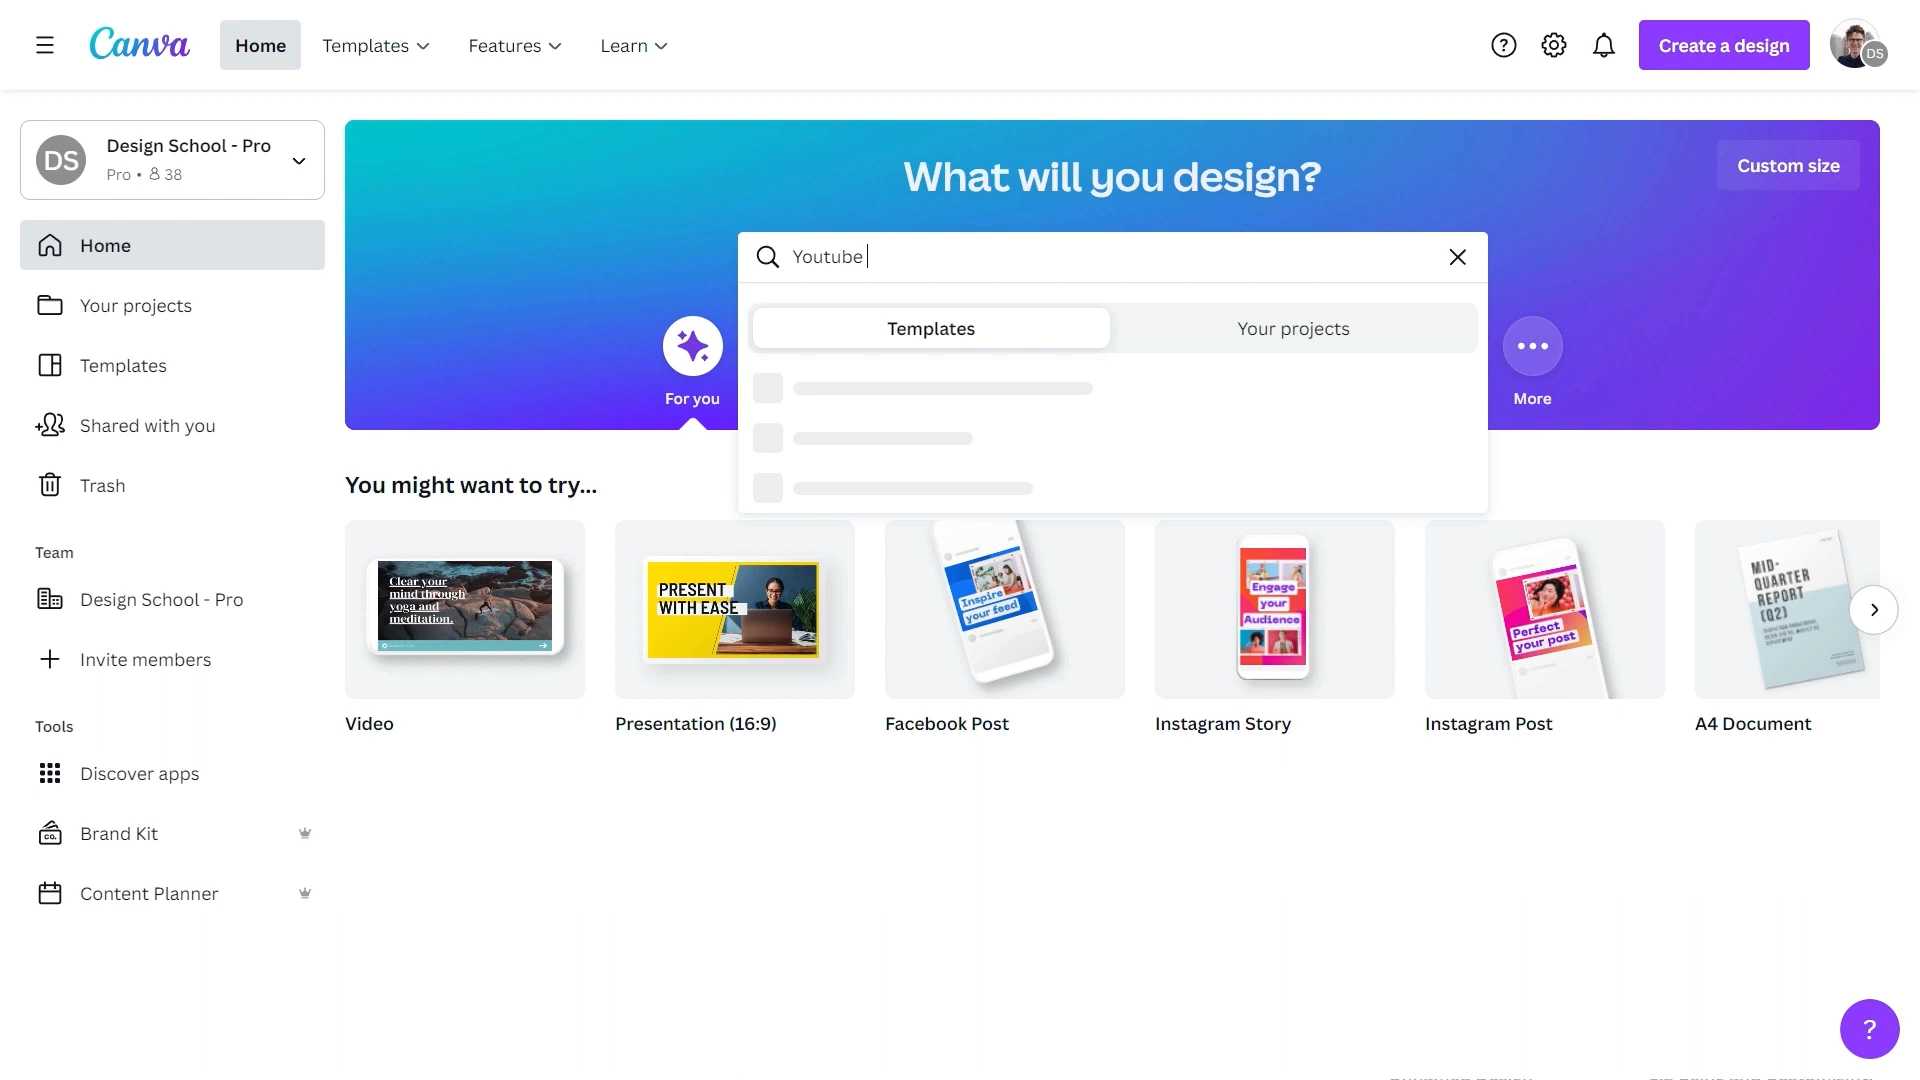 Canva
Home
Templates
Features
Learn
?
Create a design
DS
DS
Design School - Pro
Pro • 38
Home
Your projects
Templates
Shared with you
Trash
Team
Design School - Pro
Invite members
Tools
Discover apps
Brand Kit
CO.
Content Planner
What will you design?
Custom size
Youtube
Templates
Your projects
For you
More
You might want to try...
Clear your
mind through
yoga and
meditation.
PRESENT
WITH EASE
Inspire
your feed
Engage
your
Audience
Perfect
your post
MID-
QUARTER
REPORT
(Q2)
Video
Presentation (16:9)
Facebook Post
Instagram Story
Instagram Post
A4 Document
?